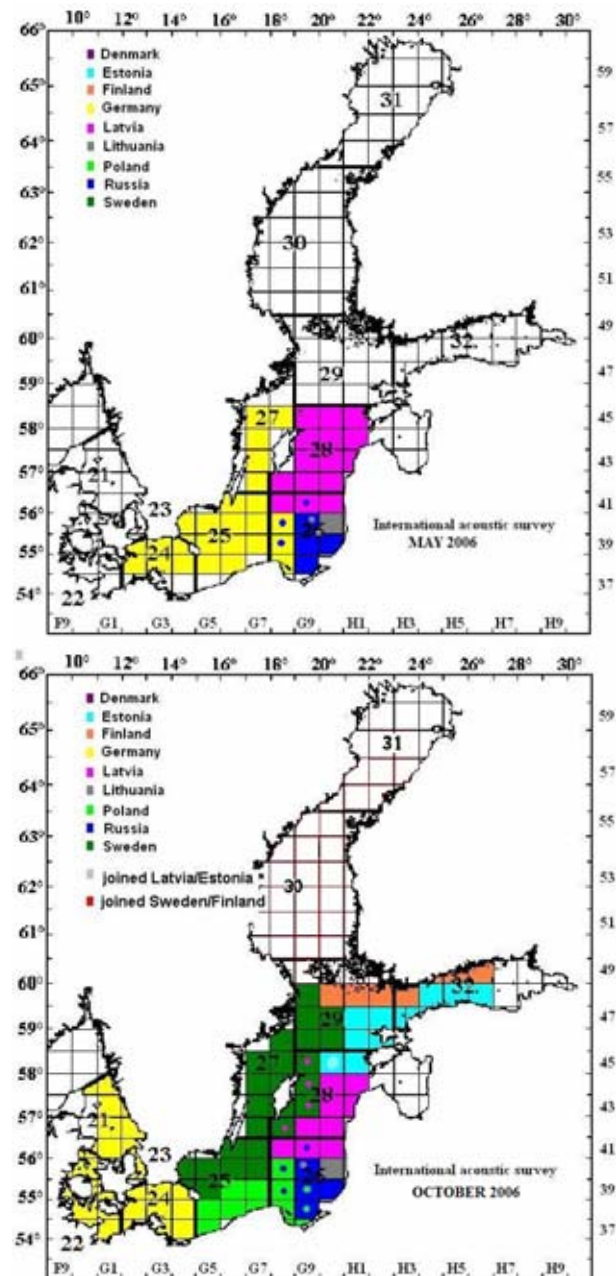 10° 12° 14° 16° 18° 20° 22° 24° 26° 28° 30°
66°
65°
64°
63°
62°
61°
60°
59°
58°
57°
56°
55°
54°
Denmark
Estonia
Finland
Germany
Latvia
Lithuania
Poland
Russia
Sweden
31
30
32
29
27
28
21
23
25
24
22
59
57
55
53
51
49
47
45
43
41
39
37
International acoustic survey
MAY 2006
F9 G1 G3 G5 G7 G9 H1 H3 H5 H7 H9
10° 12° 14° 16° 18° 20° 22° 24° 26° 28° 30°
66°
65°
64°
63°
62°
61°
60°
59°
58°
57°
56°
55°
54°
Denmark
Estonia
Finland
Germany
Latvia
Lithuania
Poland
Russia
Sweden
joined Latvia/Estonia
joined Sweden/Finland
31
30
32
29
27
28
21
23
25
24
22
59
57
55
53
51
49
47
45
43
41
39
37
International acoustic survey
OCTOBER 2006
F9 G1 G3 G5 G7 G9 H1 H3 H5 H7 H9